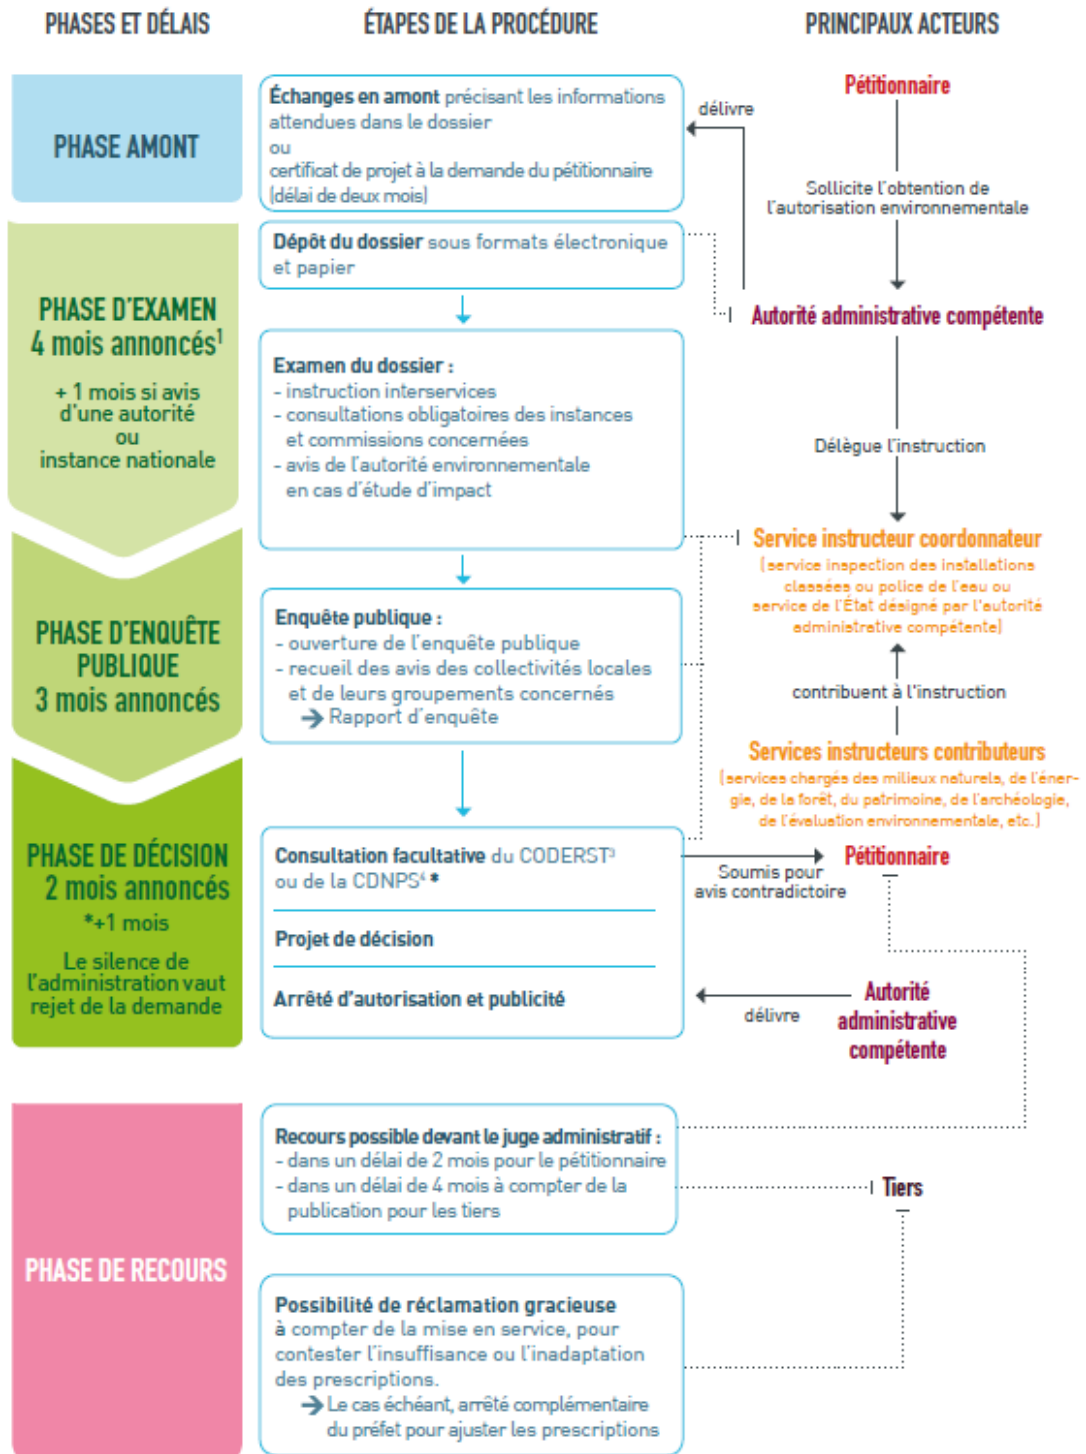 PHASES ET DÉLAIS
ÉTAPES DE LA PROCÉDURE
PRINCIPAUX ACTEURS
PHASE AMONT
Échanges en amont précisant les informations
attendues dans le dossier
ou
certificat de projet à la demande du pétitionnaire
(délai de deux mois)
délivre
Pétitionnaire
Sollicite l'obtention de
l'autorisation environnementale
PHASE D'EXAMEN
4 mois annoncés¹
+ 1 mois si avis
d'une autorité
ou
instance nationale
Dépôt du dossier sous formats électronique
et papier
Autorité administrative compétente
Examen du dossier :
- instruction interservices
- consultations obligatoires des instances
et commissions concernées
- avis de l'autorité environnementale
en cas d'étude d'impact
Délègue l'instruction
Service instructeur coordonnateur
(service inspection des installations
classées ou police de l'eau ou
service de l'État désigné par l'autorité
administrative compétente)
PHASE D'ENQUÊTE
PUBLIQUE
3 mois annoncés
Enquête publique :
- ouverture de l'enquête publique
- recueil des avis des collectivités locales
et de leurs groupements concernés
→ Rapport d'enquête
contribuent à l'instruction
Services instructeurs contributeurs
(services chargés des milieux naturels, de l'éner-
gie, de la forêt, du patrimoine, de l'archéologie,
de l'évaluation environnementale, etc.)
PHASE DE DÉCISION
2 mois annoncés
*+1 mois
Le silence de
l'administration vaut
rejet de la demande
Consultation facultative du CODERST³
ou de la CDNPS⁴ *
Projet de décision
Arrêté d'autorisation et publicité
Soumis pour
avis contradictoire
Pétitionnaire
délivre
Autorité
administrative
compétente
PHASE DE RECOURS
Recours possible devant le juge administratif :
- dans un délai de 2 mois pour le pétitionnaire
- dans un délai de 4 mois à compter de la
publication pour les tiers
Tiers
Possibilité de réclamation gracieuse
à compter de la mise en service, pour
contester l'insuffisance ou l'inadaptation
des prescriptions.
→ Le cas échéant, arrêté complémentaire
du préfet pour ajuster les prescriptions